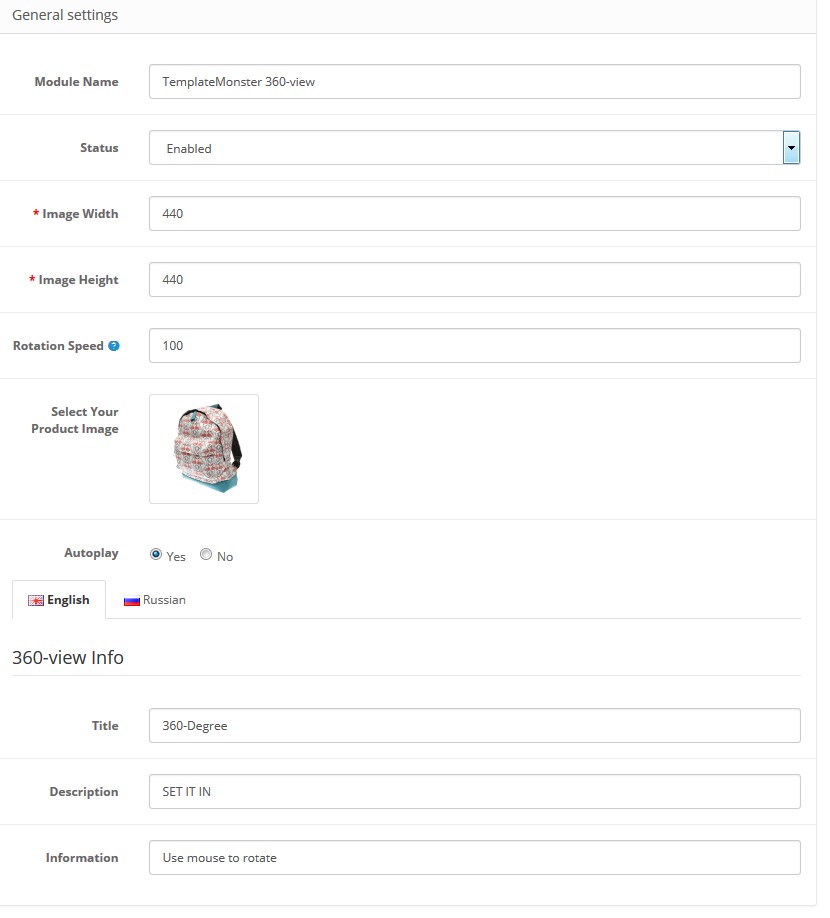 General settings
Module Name
TemplateMonster 360-view
Status
Enabled
* Image Width
440
* Image Height
440
Rotation Speed ?
100
Select Your
Product Image
Autoplay
Yes No
English Russian
360-view Info
Title
360-Degree
Description
SET IT IN
Information
Use mouse to rotate